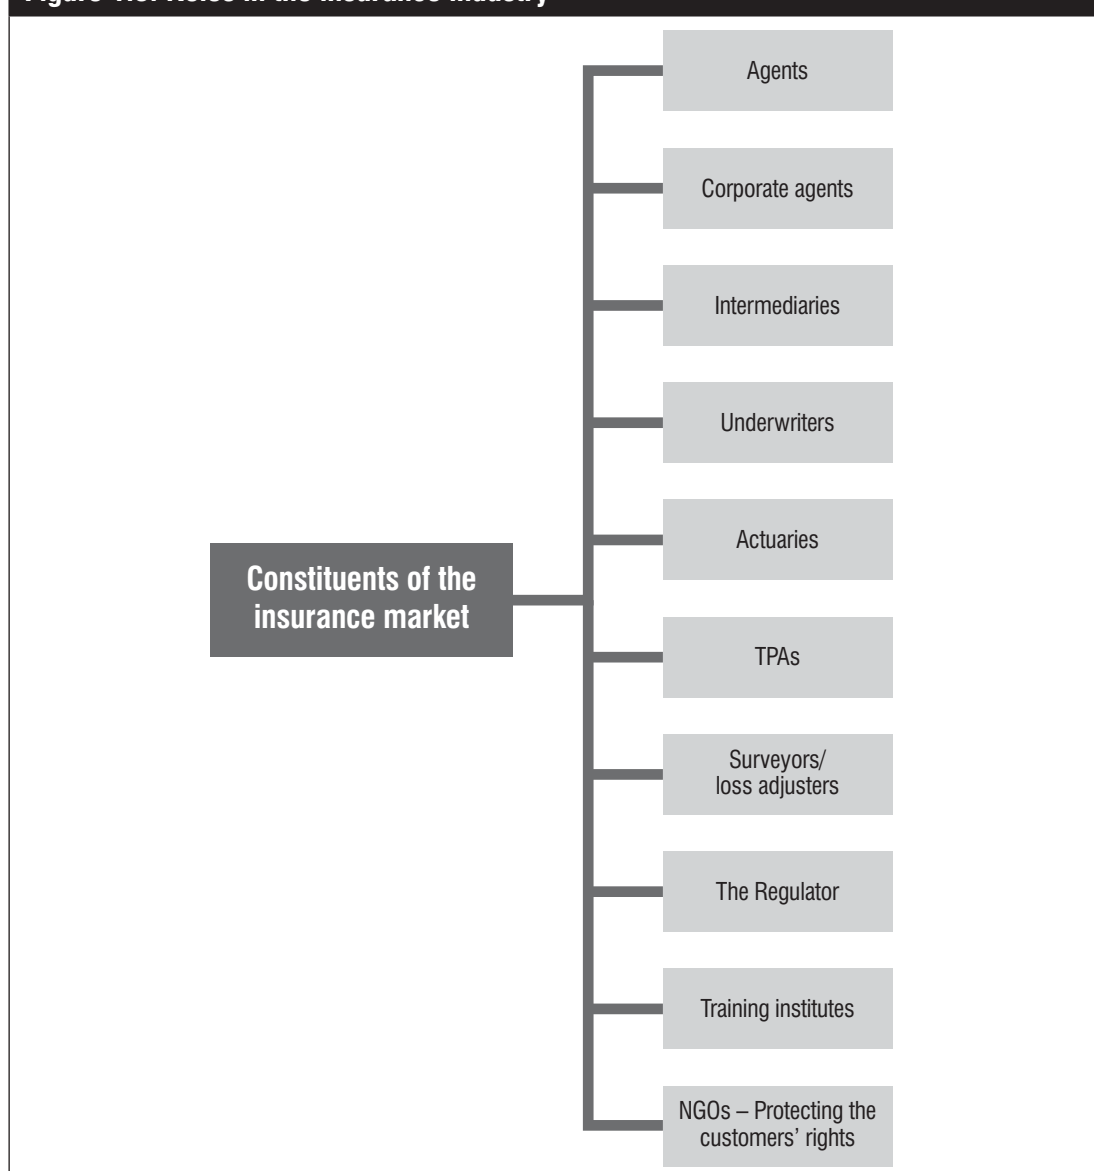 Constituents of the
insurance market
Agents
Corporate agents
Intermediaries
Underwriters
Actuaries
TPAs
Surveyors/
loss adjusters
The Regulator
Training institutes
NGOs – Protecting the
customers’ rights